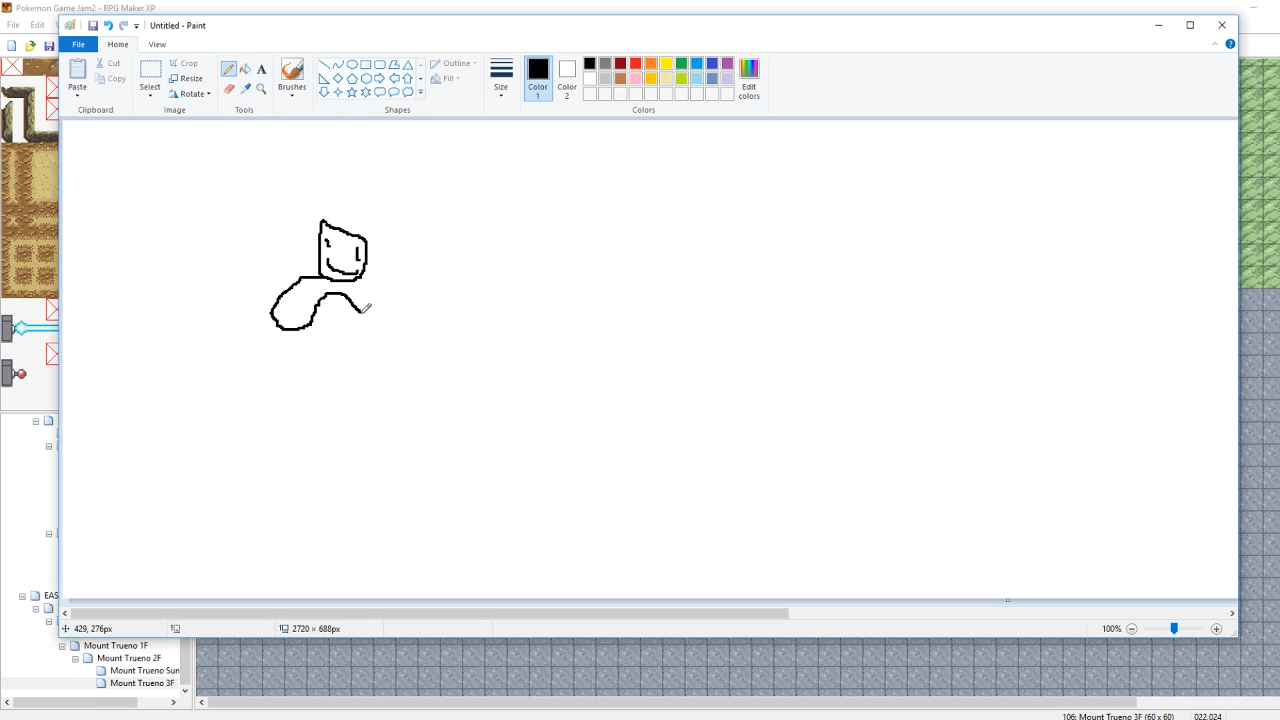 Pokemon Game Jam2 - RPG Maker XP
File Edit
Untitled - Paint
File Home View
Paste
Cut
Copy
Clipboard
Select
Crop
Resize
Rotate
Image
A
Tools
Brushes
Outline
Fill
Shapes
Size
Color 1
Color 2
Edit colors
Colors
429, 276px
2720 × 688px
100%
EAS
Mount Trueno 1F
Mount Trueno 2F
Mount Trueno Sun
Mount Trueno 3F
106: Mount Trueno 3F (60 x 60)
022.024